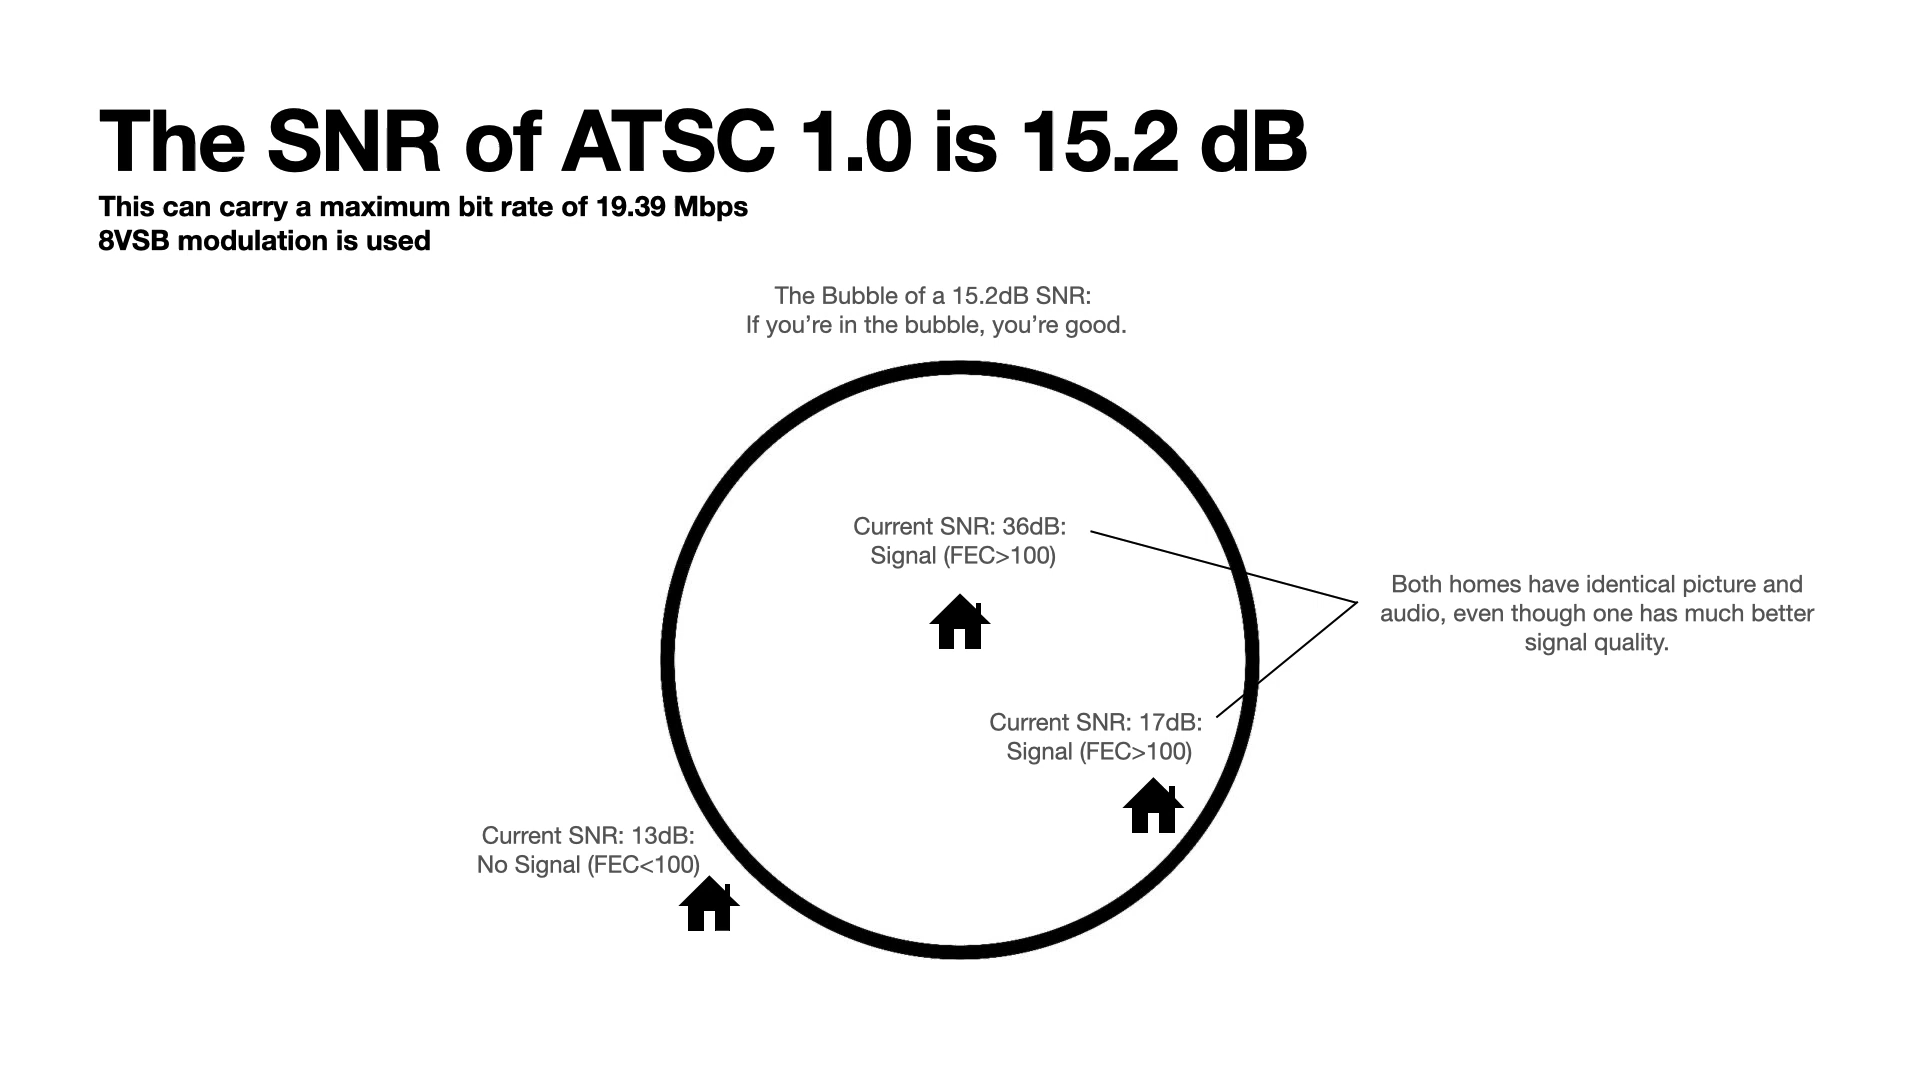 The SNR of ATSC 1.0 is 15.2 dB
This can carry a maximum bit rate of 19.39 Mbps
8VSB modulation is used
The Bubble of a 15.2dB SNR:
If you’re in the bubble, you’re good.
Current SNR: 36dB:
Signal (FEC>100)
Both homes have identical picture and
audio, even though one has much better
signal quality.
Current SNR: 17dB:
Signal (FEC>100)
Current SNR: 13dB:
No Signal (FEC<100)